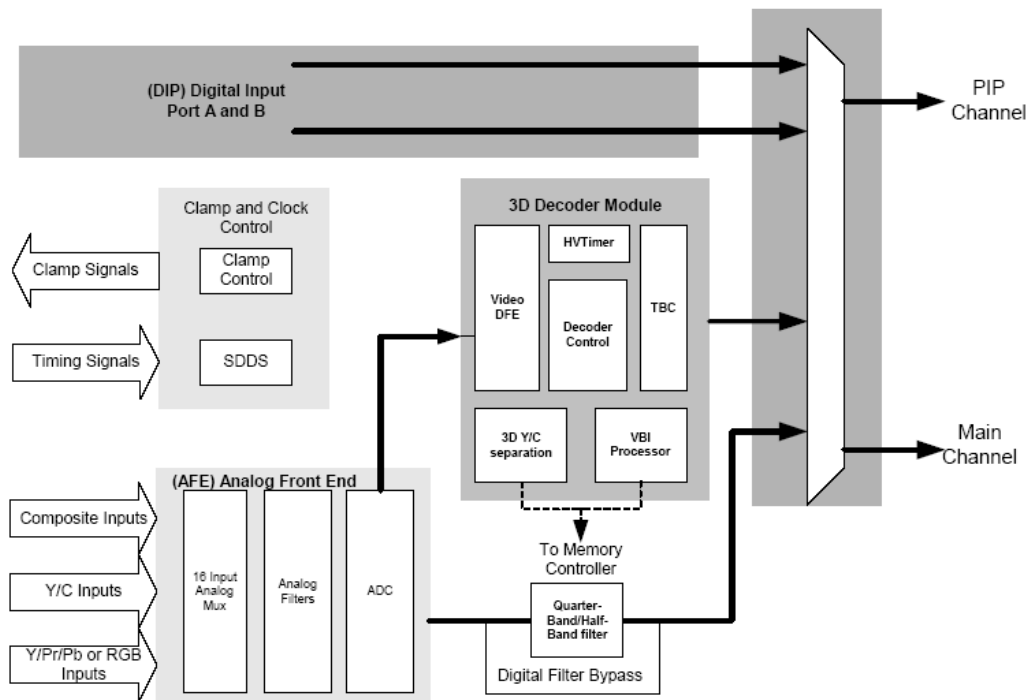 (DIP) Digital Input
Port A and B
PIP
Channel
Clamp and Clock
Control
Clamp Signals
Clamp
Control
Timing Signals
SDDS
3D Decoder Module
Video
DFE
HVTimer
Decoder
Control
TBC
3D Y/C
separation
VBI
Processor
Main
Channel
(AFE) Analog Front End
Composite Inputs
Y/C Inputs
Y/Pr/Pb or RGB
Inputs
16 Input
Analog
Mux
Analog
Filters
ADC
To Memory
Controller
Quarter-
Band/Half-
Band filter
Digital Filter Bypass